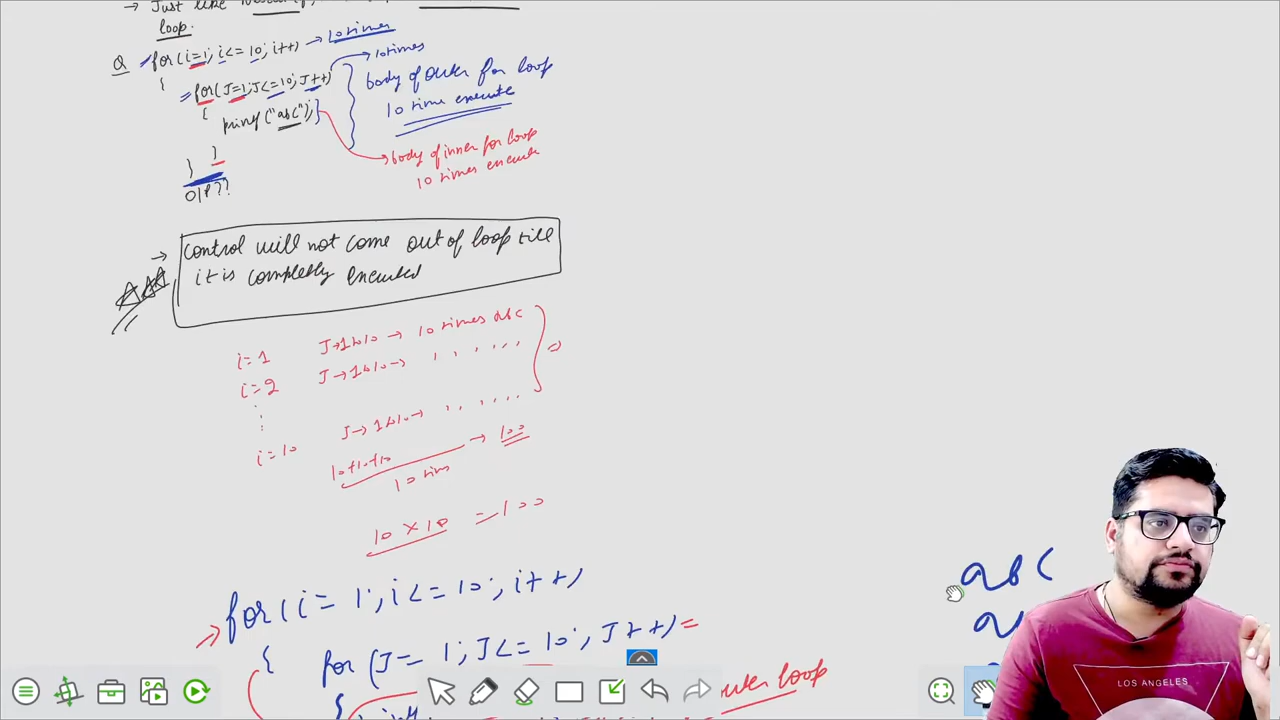 → Just like
loop.
Q for(i=1; i<=10; i++) → 10 times
{
for(J=1; J<=10; J++) → 10 times
{
printf("abc");
}
}
O/P??
body of outer for loop
10 time execute
body of inner for loop
10 times execute
→ control will not come out of loop till
it is completly executed
i=1 J→1 to 10 → 10 times abc
i=2 J→1 to 10 → , , , , , ,
i=10 J→1 to 10 → , , , , , ,
10+10+10 → 100
10 tim
10 × 10 = 100
for(i= 1; i<= 10; i++)
{ for (J= 1; J<= 10; J++) =
{
outer loop
abc
LOS ANGELES